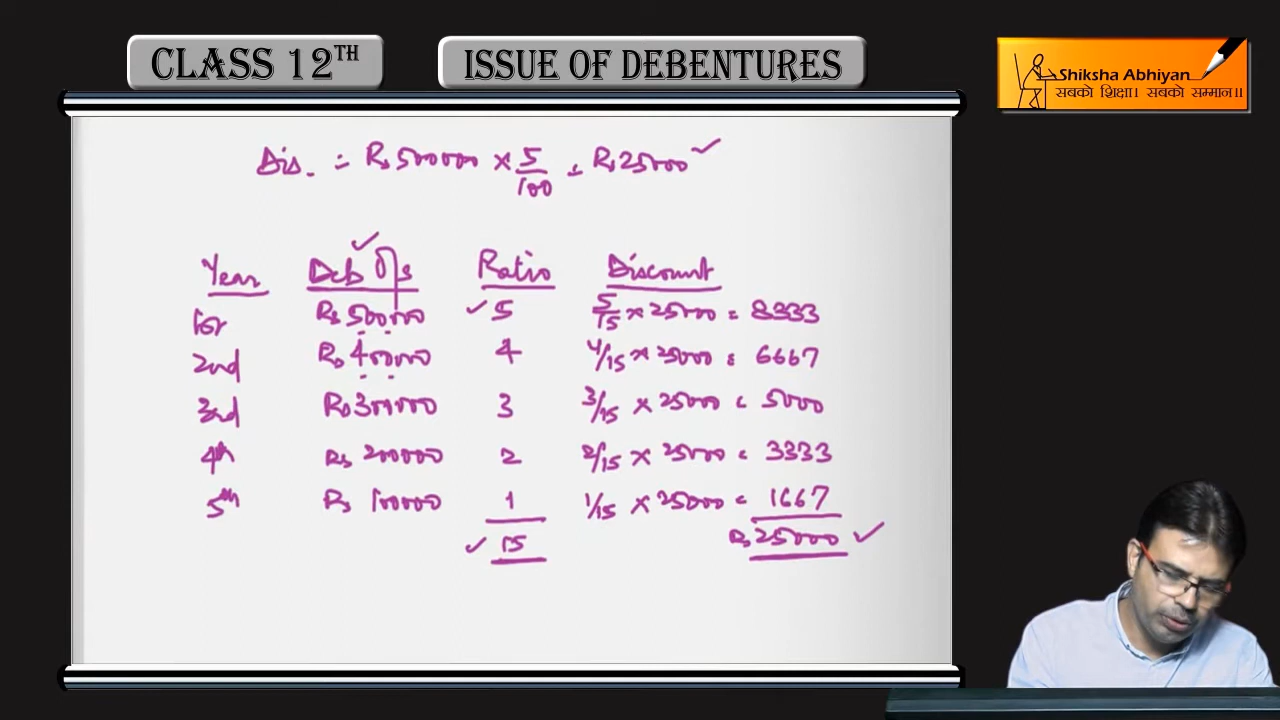 CLASS 12TH
ISSUE OF DEBENTURES
Shiksha Abhiyan
सबको शिक्षा। सबको सम्मान॥
Dis. = Rs 500000 × 5/100 = Rs 25000 ✓
Year Deb O/s ✓ Ratio Discount
Ist Rs 500000 ✓ 5 5/15 × 25000 = 8333
2nd Rs 400000 4 4/15 × 25000 = 6667
3rd Rs 300000 3 3/15 × 25000 = 5000
4th Rs 200000 2 2/15 × 25000 = 3333
5th Rs 100000 1 1/15 × 25000 = 1667
✓ 15 Rs 25000 ✓